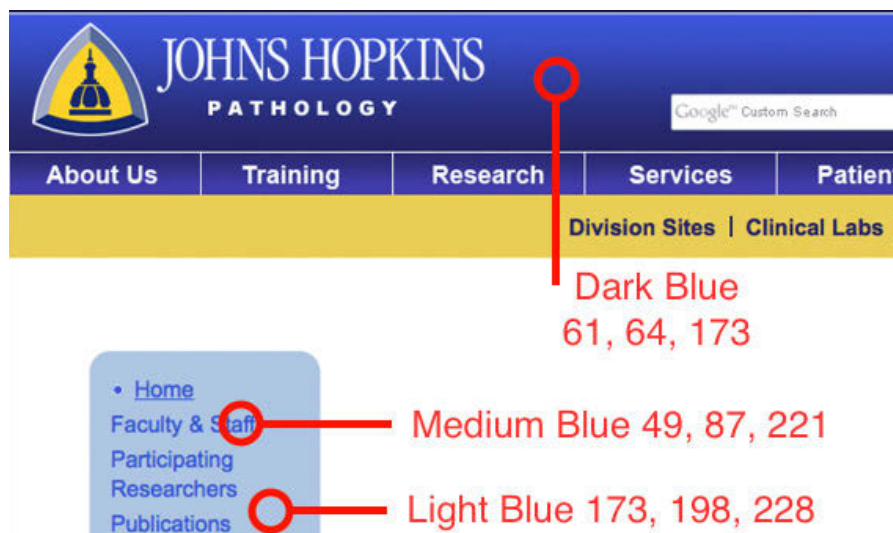 JOHNS HOPKINS
PATHOLOGY
Google™ Custom Search
About Us Training Research Services Patien
Division Sites | Clinical Labs
Dark Blue
61, 64, 173
• Home
Faculty & Staff
Medium Blue 49, 87, 221
Participating
Researchers
Light Blue 173, 198, 228
Publications